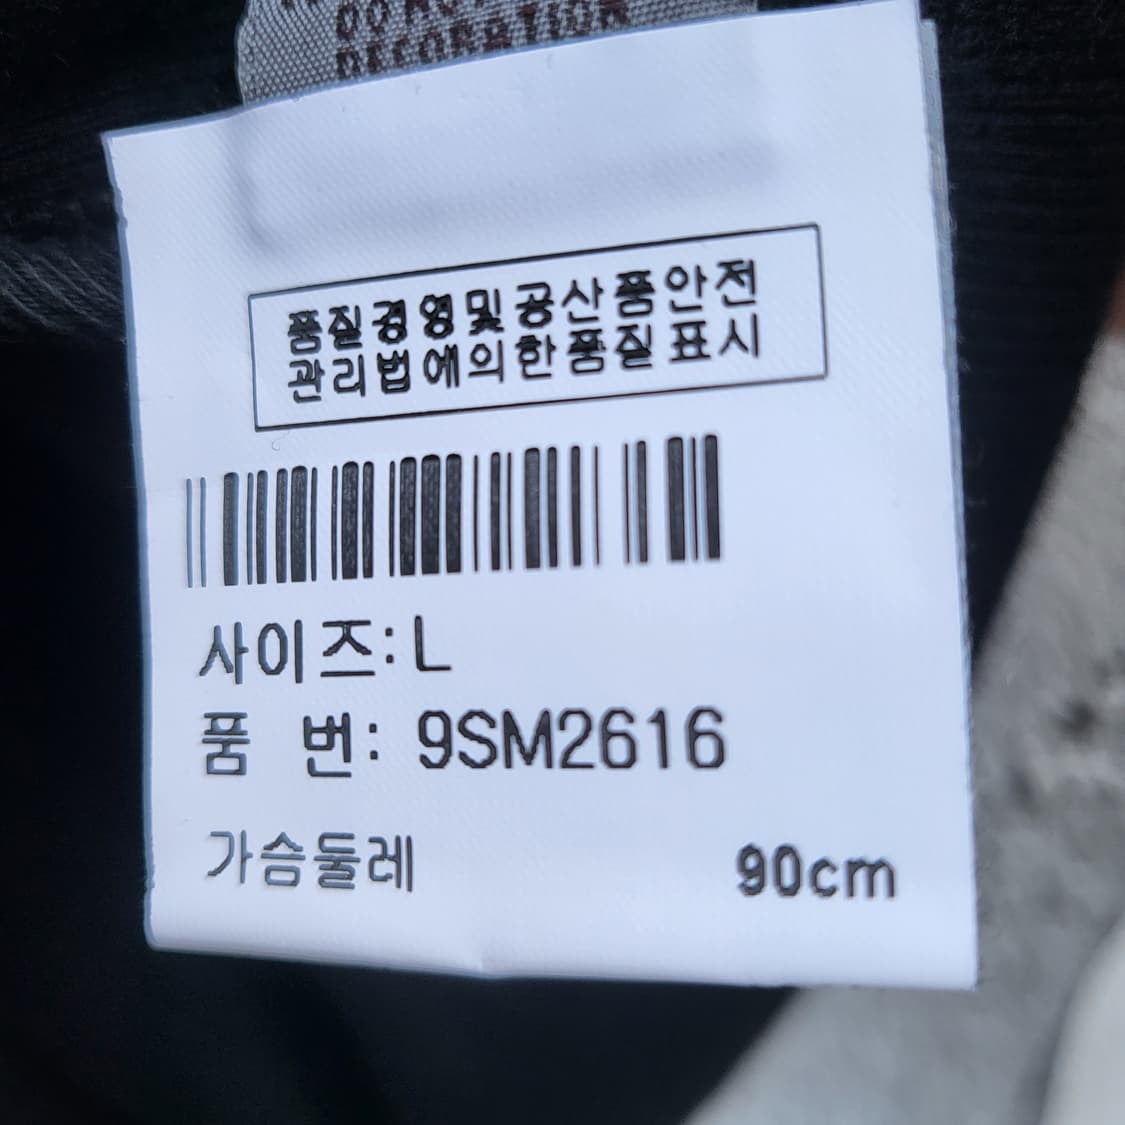 DECORATION
품질경영및공산품안전
관리법에의한품질표시
사이즈: L
품 번: 9SM2616
가슴둘레 90cm